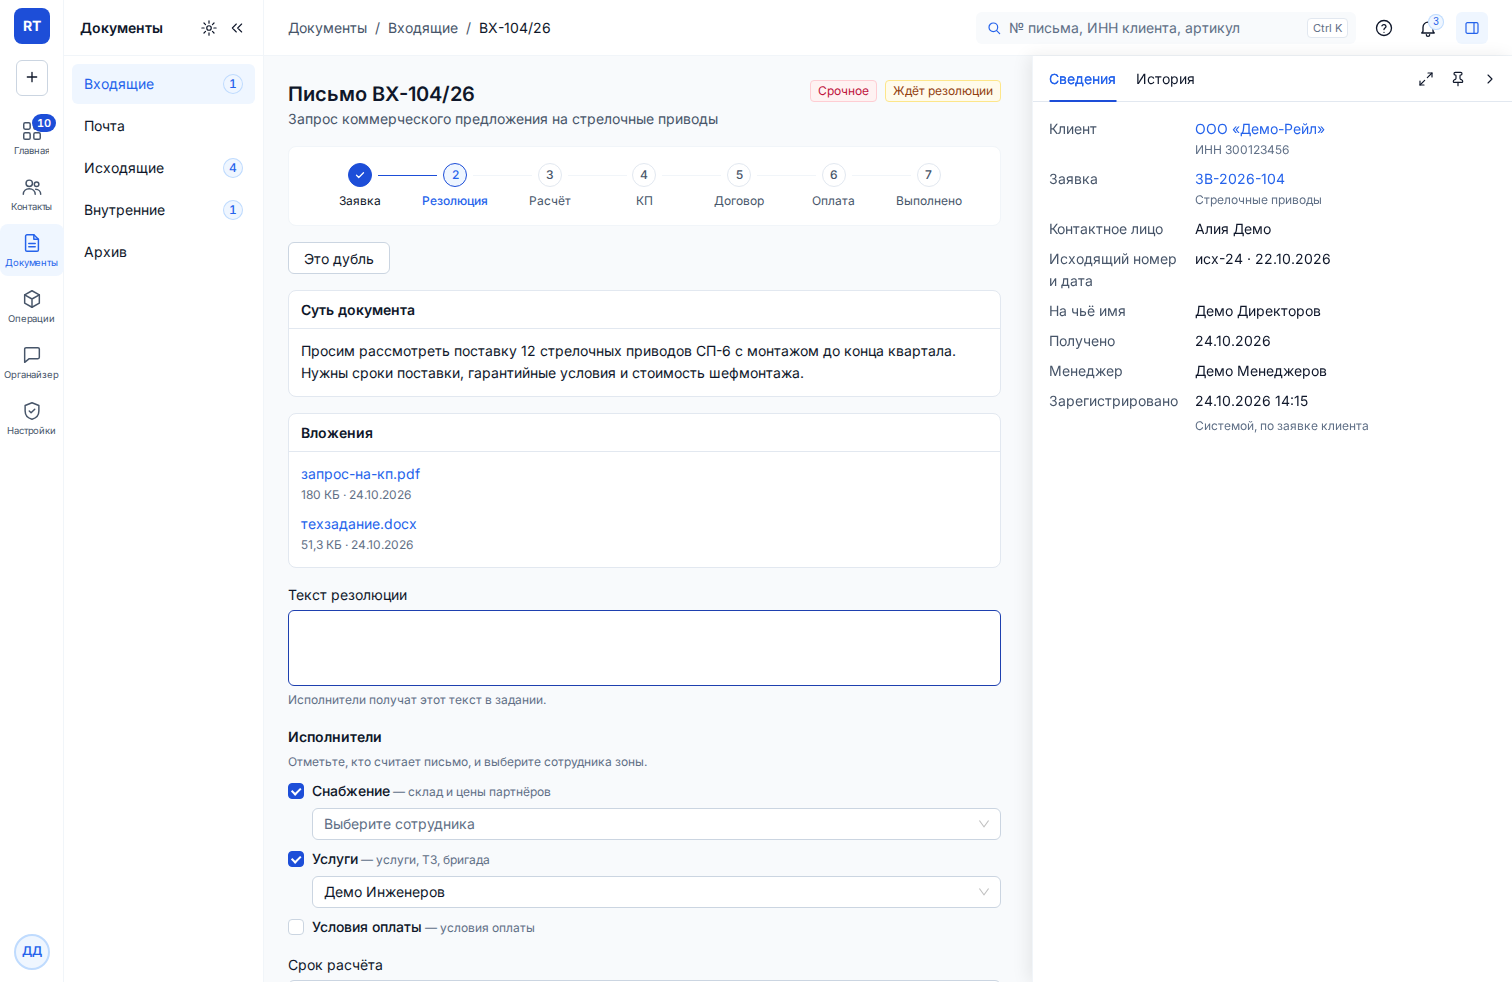 RT
Документы
Документы / Входящие / ВХ-104/26
№ письма, ИНН клиента, артикул
Ctrl K
3
10
Главная
Контакты
Документы
Операции
Органайзер
Настройки
ДД
Входящие 1
Почта
Исходящие 4
Внутренние 1
Архив
Письмо ВХ-104/26
Срочное
Ждёт резолюции
Запрос коммерческого предложения на стрелочные приводы
2 3 4 5 6 7
Заявка Резолюция Расчёт КП Договор Оплата Выполнено
Это дубль
Суть документа
Просим рассмотреть поставку 12 стрелочных приводов СП-6 с монтажом до конца квартала.
Нужны сроки поставки, гарантийные условия и стоимость шефмонтажа.
Вложения
запрос-на-кп.pdf
180 КБ · 24.10.2026
техзадание.docx
51,3 КБ · 24.10.2026
Текст резолюции
Исполнители получат этот текст в задании.
Исполнители
Отметьте, кто считает письмо, и выберите сотрудника зоны.
Снабжение — склад и цены партнёров
Выберите сотрудника
Услуги — услуги, ТЗ, бригада
Демо Инженеров
Условия оплаты — условия оплаты
Срок расчёта
Сведения История
Клиент ООО «Демо-Рейл»
ИНН 300123456
Заявка ЗВ-2026-104
Стрелочные приводы
Контактное лицо Алия Демо
Исходящий номер исх-24 · 22.10.2026
и дата
На чьё имя Демо Директоров
Получено 24.10.2026
Менеджер Демо Менеджеров
Зарегистрировано 24.10.2026 14:15
Системой, по заявке клиента